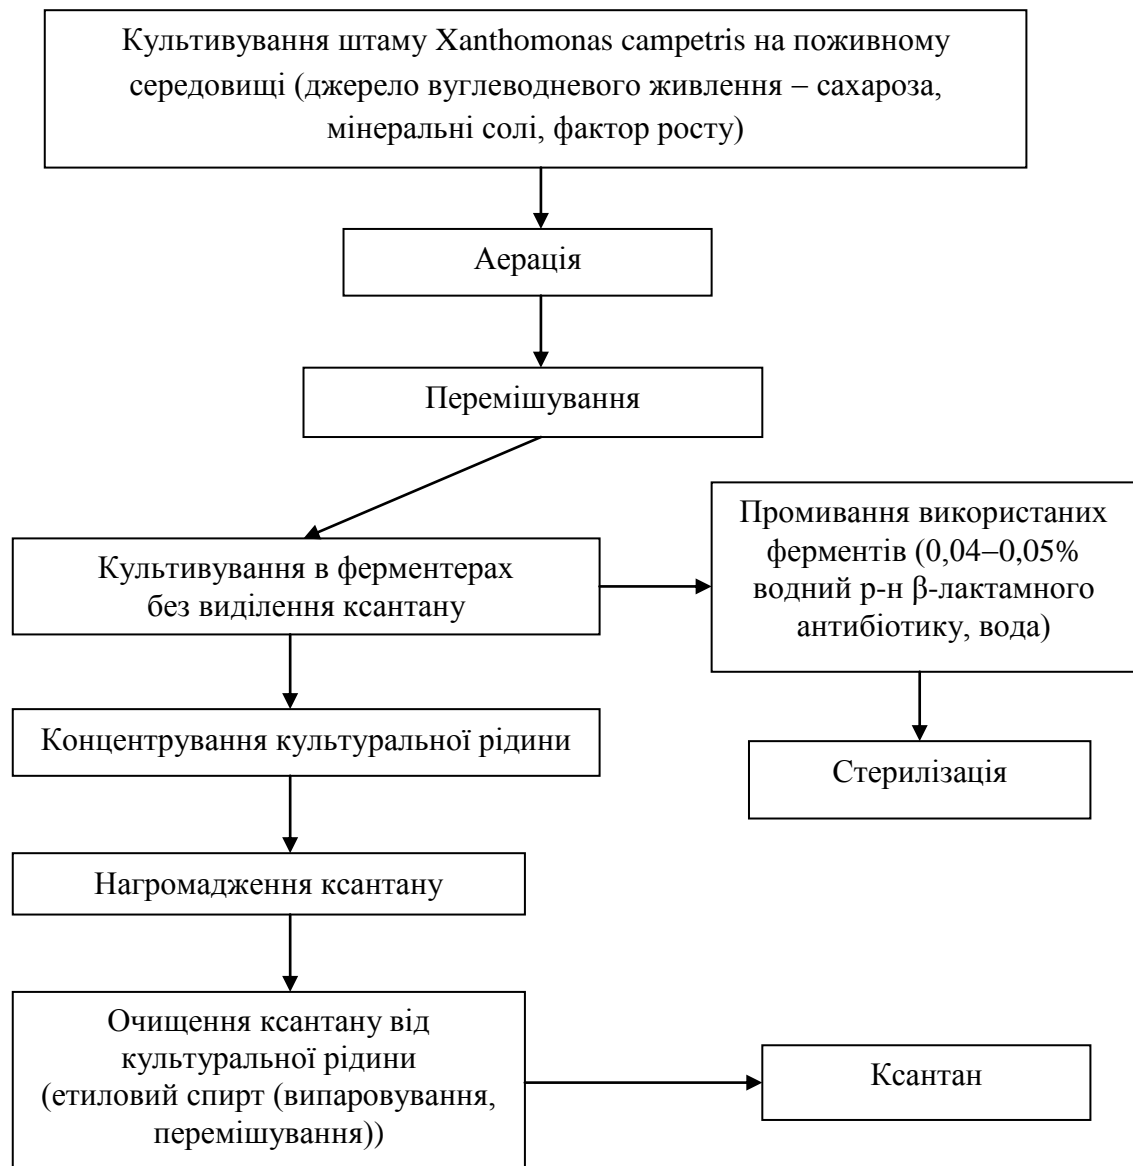 Культивування штаму Xanthomonas campetris на поживному
середовищі (джерело вуглеводневого живлення – сахароза,
мінеральні солі, фактор росту)
Аерація
Перемішування
Культивування в ферментерах
без виділення ксантану
Промивання використаних
ферментів (0,04–0,05%
водний р-н β-лактамного
антибіотику, вода)
Концентрування культуральної рідини
Стерилізація
Нагромадження ксантану
Очищення ксантану від
культуральної рідини
(етиловий спирт (випаровування,
перемішування))
Ксантан